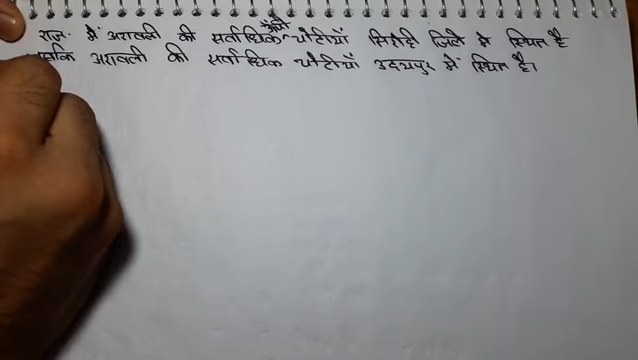 राज. में अरावली की सर्वाधिक ऊँची चोटीयाँ सिरोही जिले में स्थित है
अरावली की सर्वाधिक चोटीयाँ उदयपुर में स्थित है।